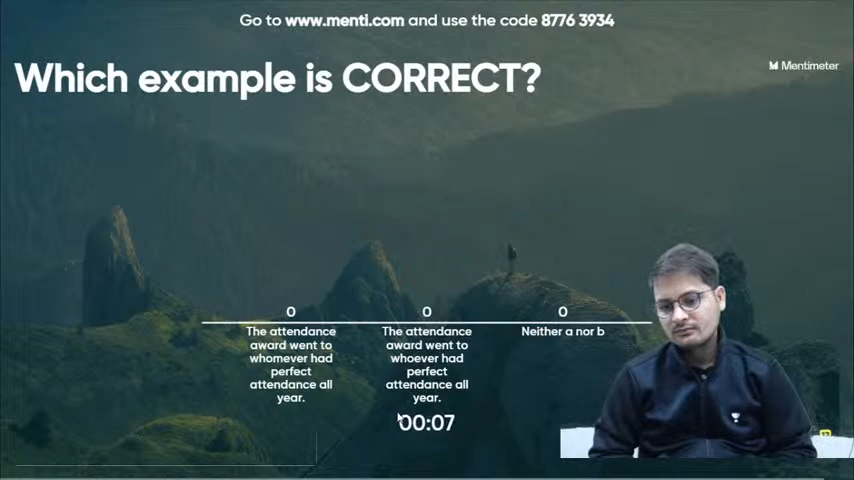 Go to www.menti.com and use the code 8776 3934
Which example is CORRECT?
Mentimeter
0
0
0
The attendance
award went to
whomever had
perfect
attendance all
year.
The attendance
award went to
whoever had
perfect
attendance all
year.
Neither a nor b
00:07